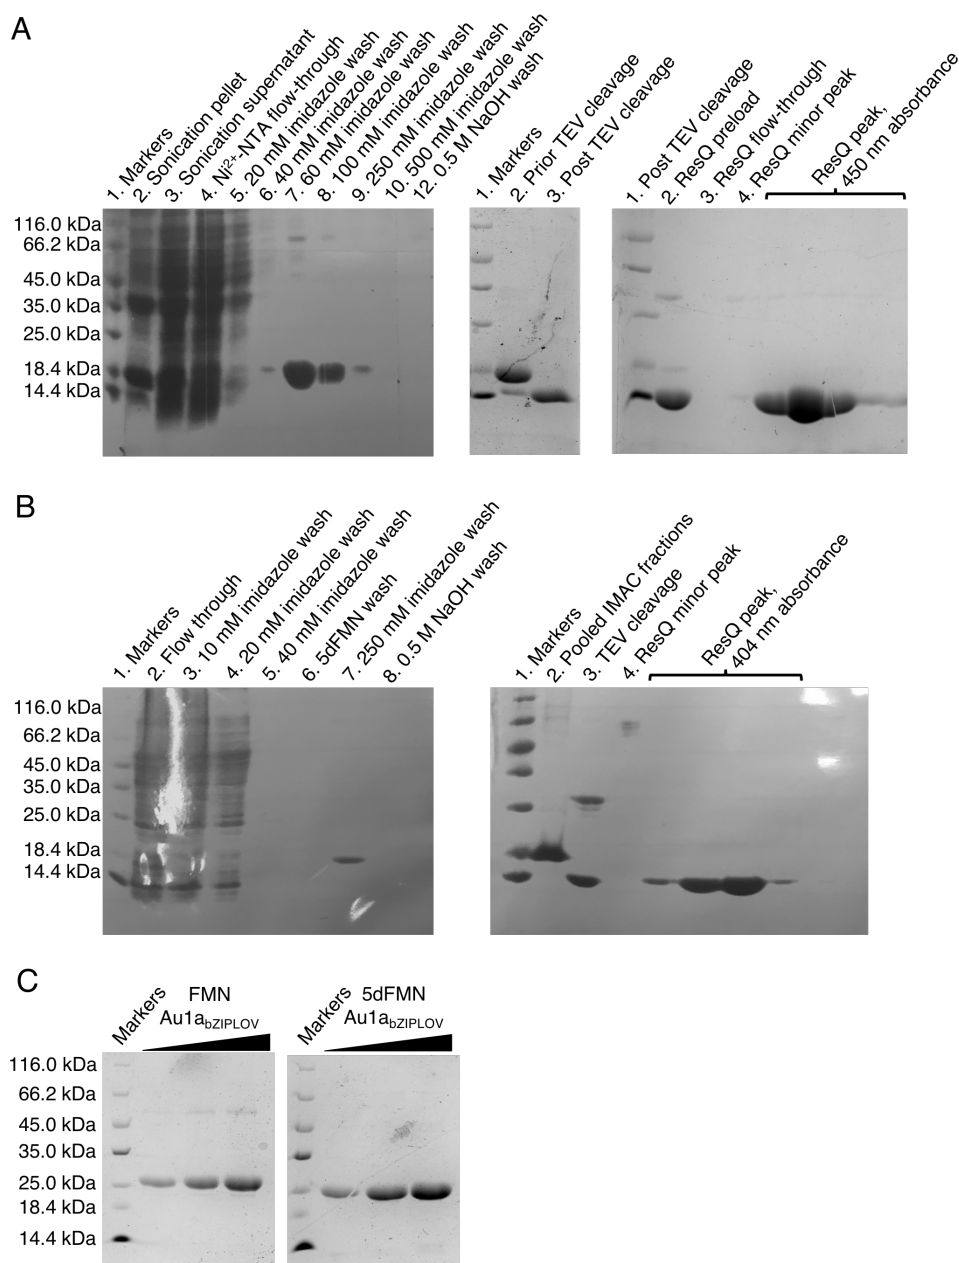 A
1. Markers
2. Sonication pellet
3. Sonication supernatant
4. Ni2+-NTA flow-through
5. 20 mM imidazole wash
6. 40 mM imidazole wash
7. 60 mM imidazole wash
8. 100 mM imidazole wash
9. 250 mM imidazole wash
10. 500 mM imidazole wash
12. 0.5 M NaOH wash
1. Markers
2. Prior TEV cleavage
3. Post TEV cleavage
1. Post TEV cleavage
2. ResQ preload
3. ResQ flow-through
4. ResQ minor peak
ResQ peak,
450 nm absorbance
116.0 kDa
66.2 kDa
45.0 kDa
35.0 kDa
25.0 kDa
18.4 kDa
14.4 kDa
B
1. Markers
2. Flow through
3. 10 mM imidazole wash
4. 20 mM imidazole wash
5. 40 mM imidazole wash
6. 5dFMN wash
7. 250 mM imidazole wash
8. 0.5 M NaOH wash
1. Markers
2. Pooled IMAC fractions
3. TEV cleavage
4. ResQ minor peak
ResQ peak,
404 nm absorbance
116.0 kDa
66.2 kDa
45.0 kDa
35.0 kDa
25.0 kDa
18.4 kDa
14.4 kDa
C
Markers
FMN
Au1abZIPLOV
Markers
5dFMN
Au1abZIPLOV
116.0 kDa
66.2 kDa
45.0 kDa
35.0 kDa
25.0 kDa
18.4 kDa
14.4 kDa